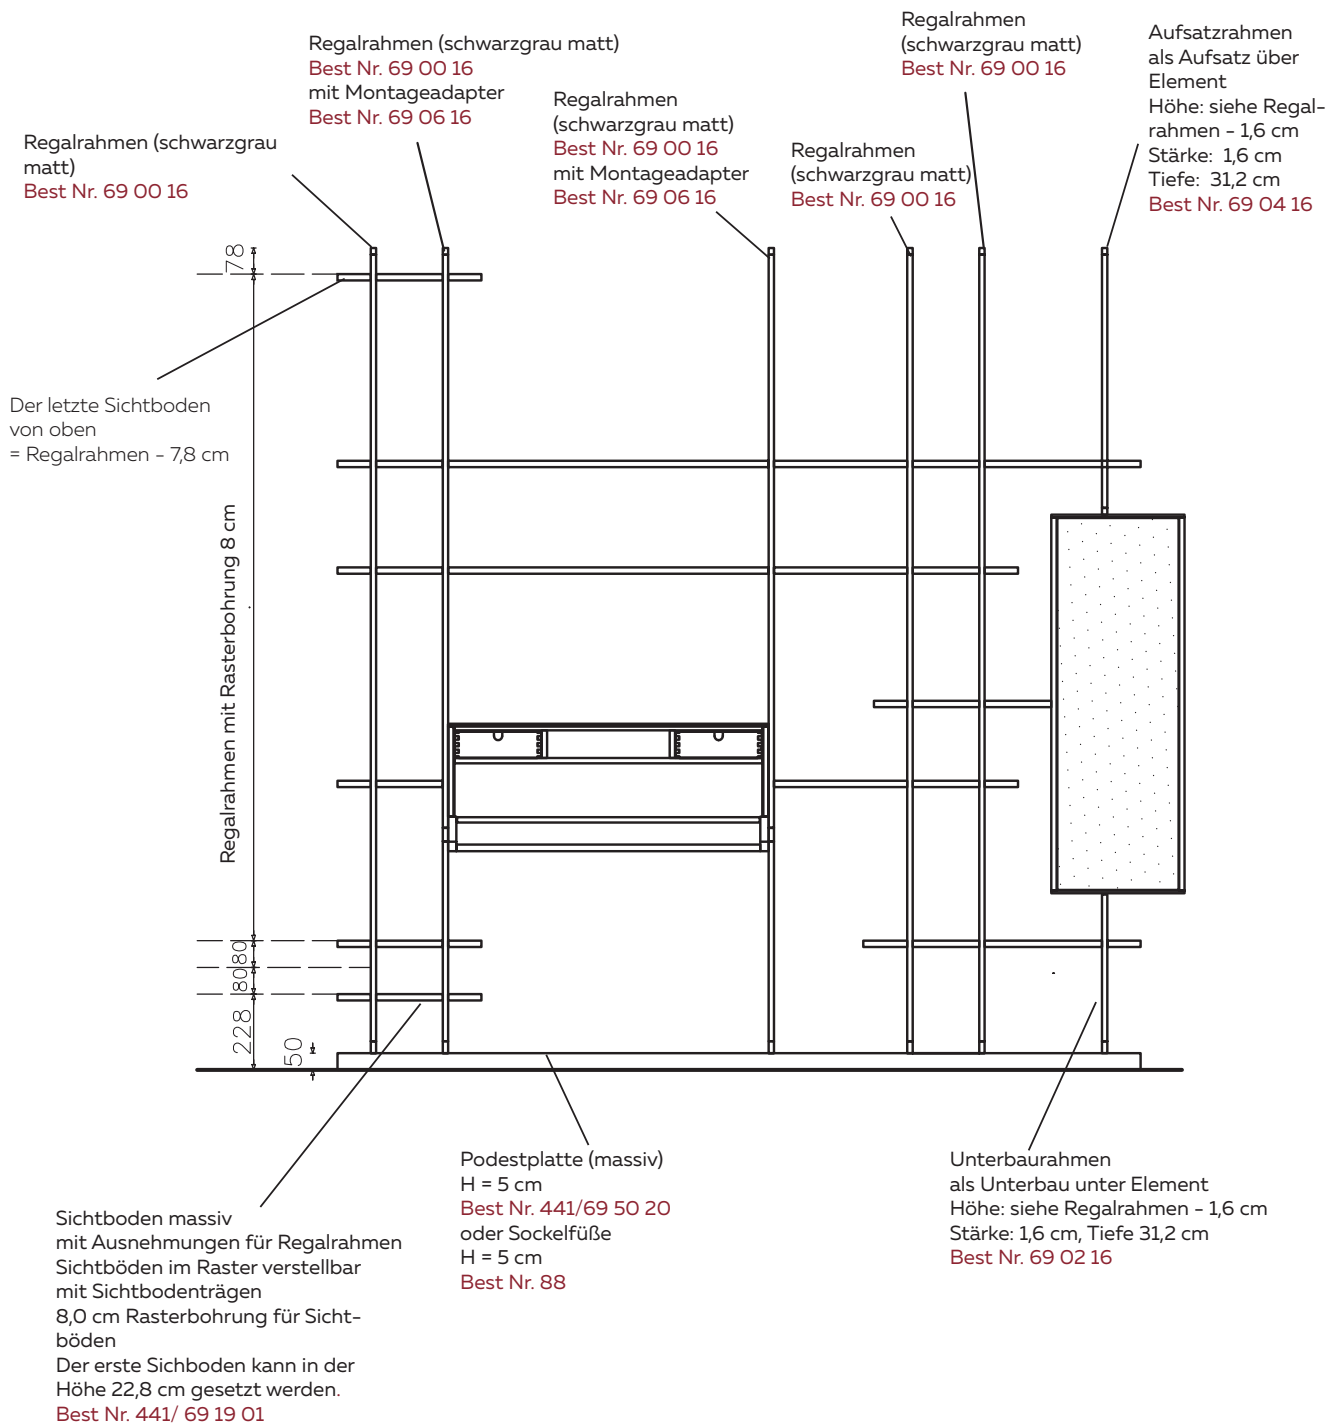 Regalrahmen (schwarzgrau
matt)
Best Nr. 69 00 16
Regalrahmen (schwarzgrau matt)
Best Nr. 69 00 16
mit Montageadapter
Best Nr. 69 06 16
Regalrahmen
(schwarzgrau matt)
Best Nr. 69 00 16
mit Montageadapter
Best Nr. 69 06 16
Regalrahmen
(schwarzgrau matt)
Best Nr. 69 00 16
Regalrahmen
(schwarzgrau matt)
Best Nr. 69 00 16
Aufsatzrahmen
als Aufsatz über
Element
Höhe: siehe Regal-
rahmen - 1,6 cm
Stärke: 1,6 cm
Tiefe: 31,2 cm
Best Nr. 69 04 16
78
Der letzte Sichtboden
von oben
= Regalrahmen - 7,8 cm
Regalrahmen mit Rasterbohrung 8 cm
80
80
228
50
Sichtboden massiv
mit Ausnehmungen für Regalrahmen
Sichtböden im Raster verstellbar
mit Sichtbodenträgen
8,0 cm Rasterbohrung für Sicht-
böden
Der erste Sichboden kann in der
Höhe 22,8 cm gesetzt werden.
Best Nr. 441/ 69 19 01
Podestplatte (massiv)
H = 5 cm
Best Nr. 441/69 50 20
oder Sockelfüße
H = 5 cm
Best Nr. 88
Unterbaurahmen
als Unterbau unter Element
Höhe: siehe Regalrahmen - 1,6 cm
Stärke: 1,6 cm, Tiefe 31,2 cm
Best Nr. 69 02 16